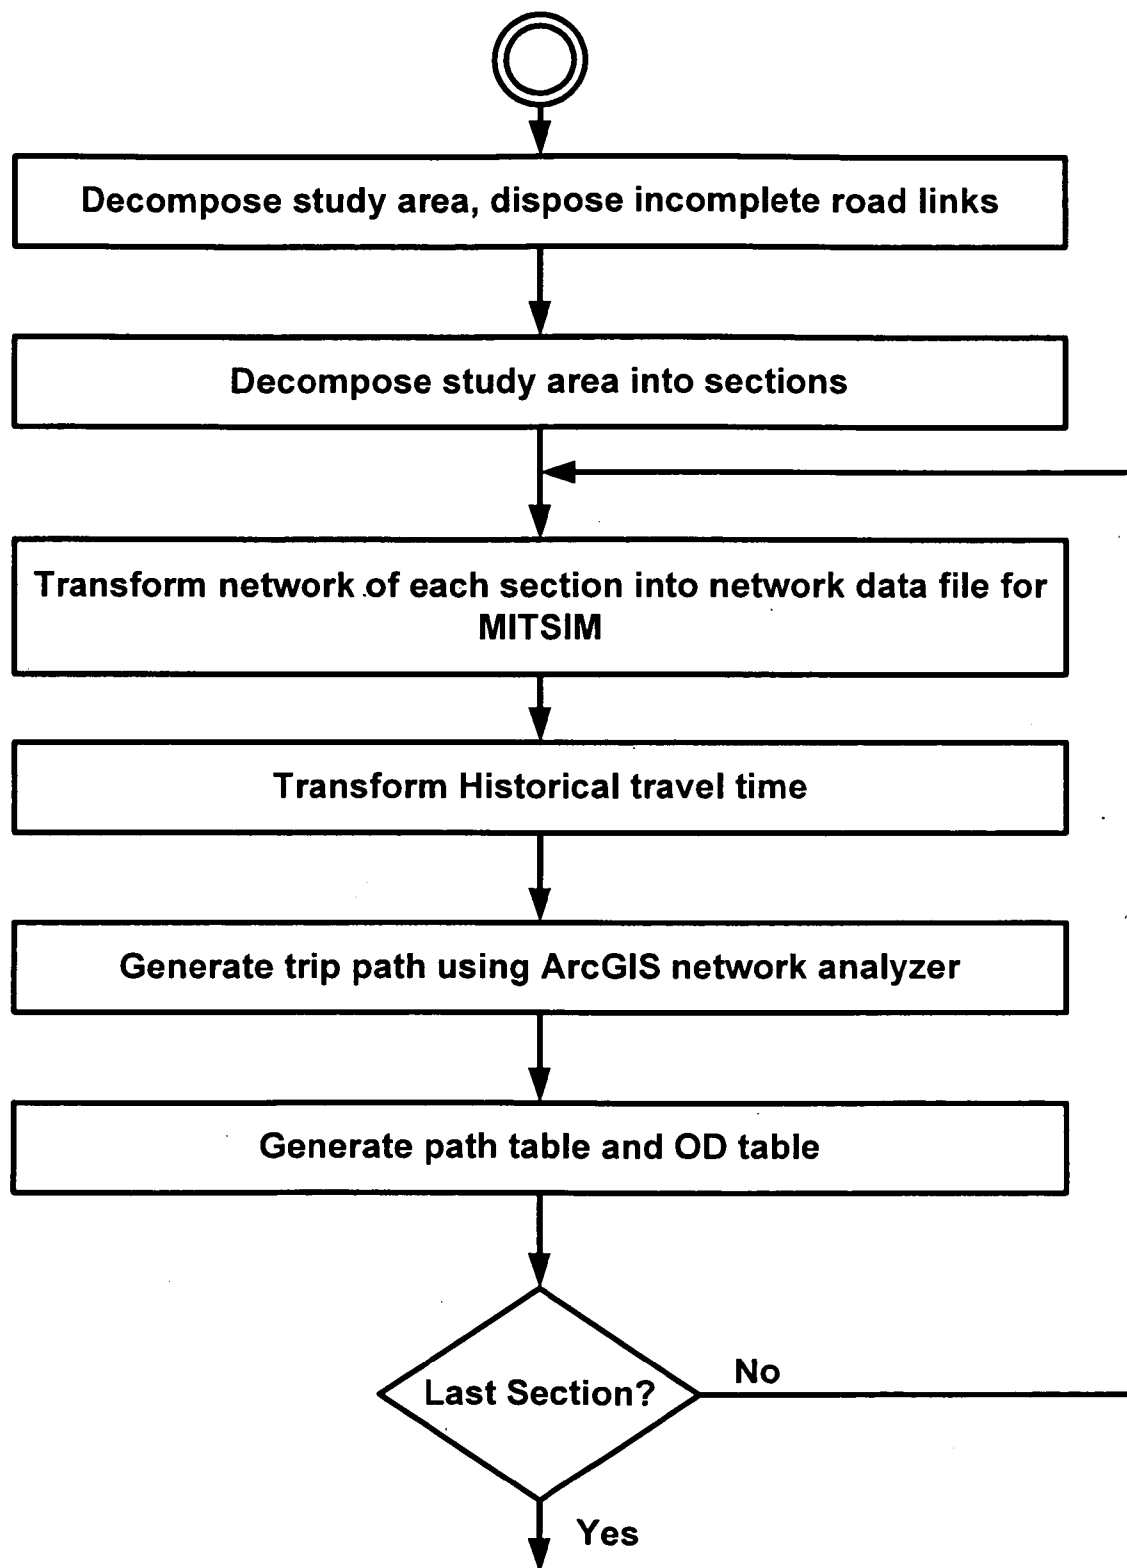 Decompose study area, dispose incomplete road links
Decompose study area into sections
Transform network of each section into network data file for
MITSIM
Transform Historical travel time
Generate trip path using ArcGIS network analyzer
Generate path table and OD table
Last Section?
No
Yes